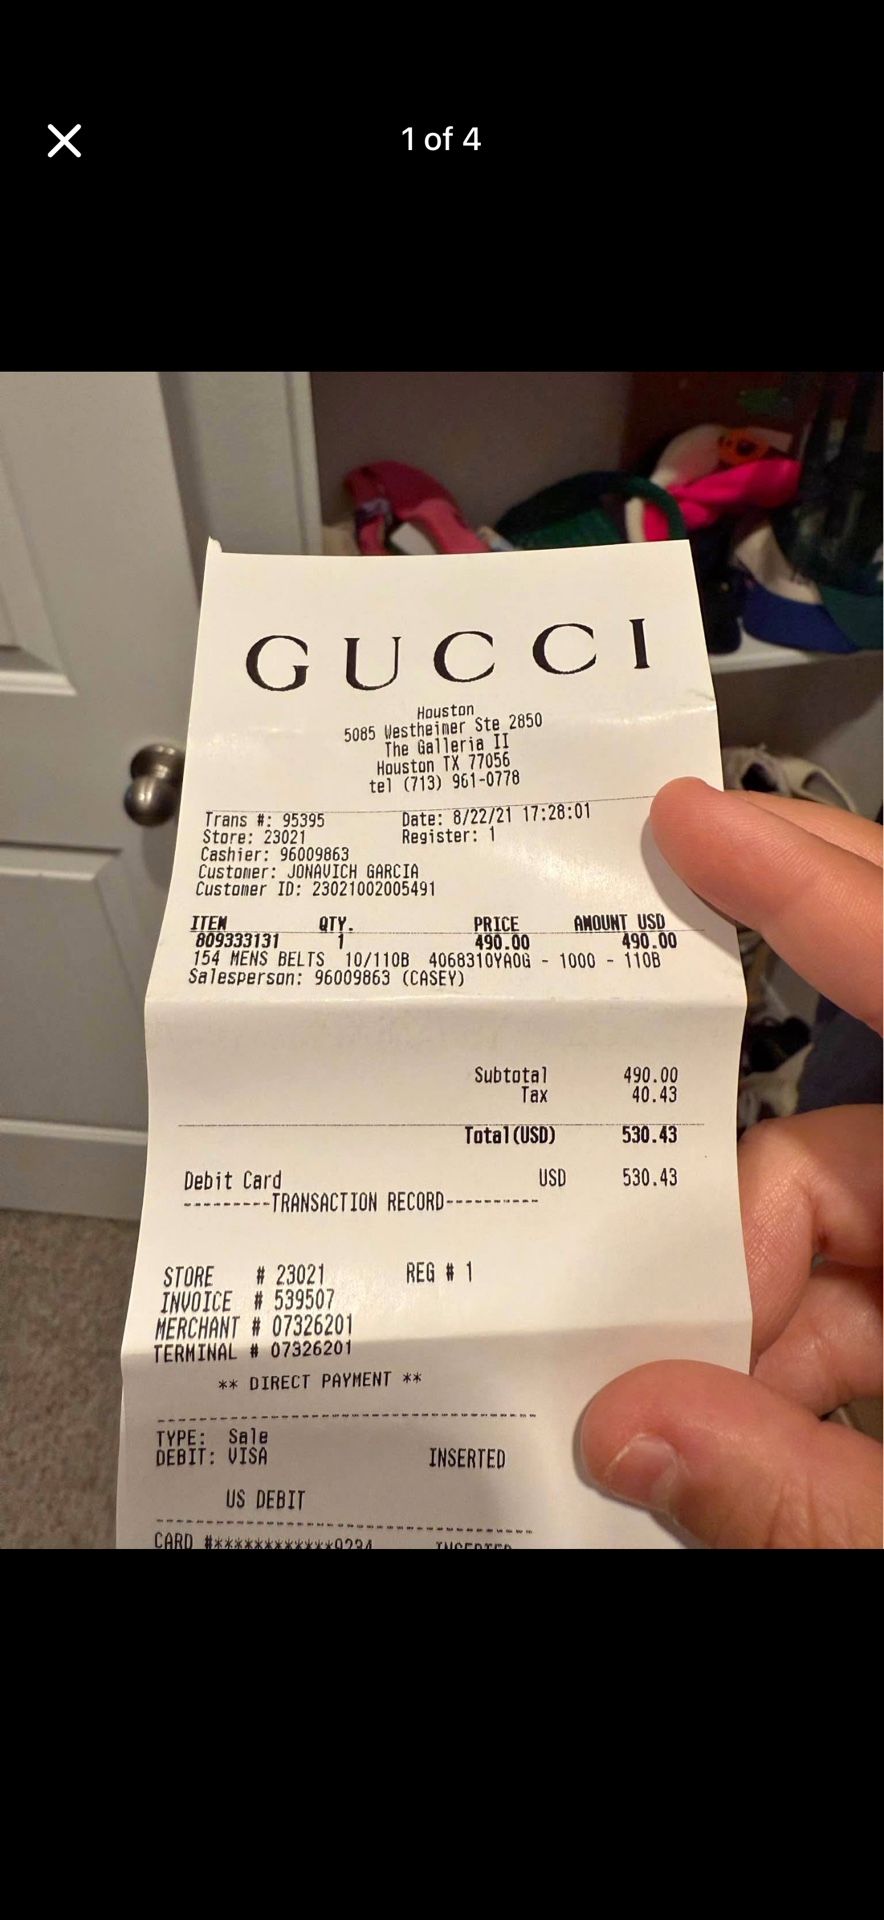 1 of 4
GUCCI
Houston
5085 Westheimer Ste 2850
The Galleria II
Houston TX 77056
tel (713) 961-0778
Trans #: 95395 Date: 8/22/21 17:28:01
Store: 23021 Register: 1
Cashier: 96009863
Customer: JONAVICH GARCIA
Customer ID: 23021002005491
ITEM QTY. PRICE AMOUNT USD
809333131 1 490.00 490.00
154 MENS BELTS 10/110B 4068310YA0G - 1000 - 110B
Salesperson: 96009863 (CASEY)
Subtotal 490.00
Tax 40.43
Total(USD) 530.43
Debit Card USD 530.43
---------TRANSACTION RECORD----------
STORE # 23021 REG # 1
INVOICE # 539507
MERCHANT # 07326201
TERMINAL # 07326201
** DIRECT PAYMENT **
TYPE: Sale
DEBIT: VISA INSERTED
US DEBIT
CARD #************9234 INSERTED